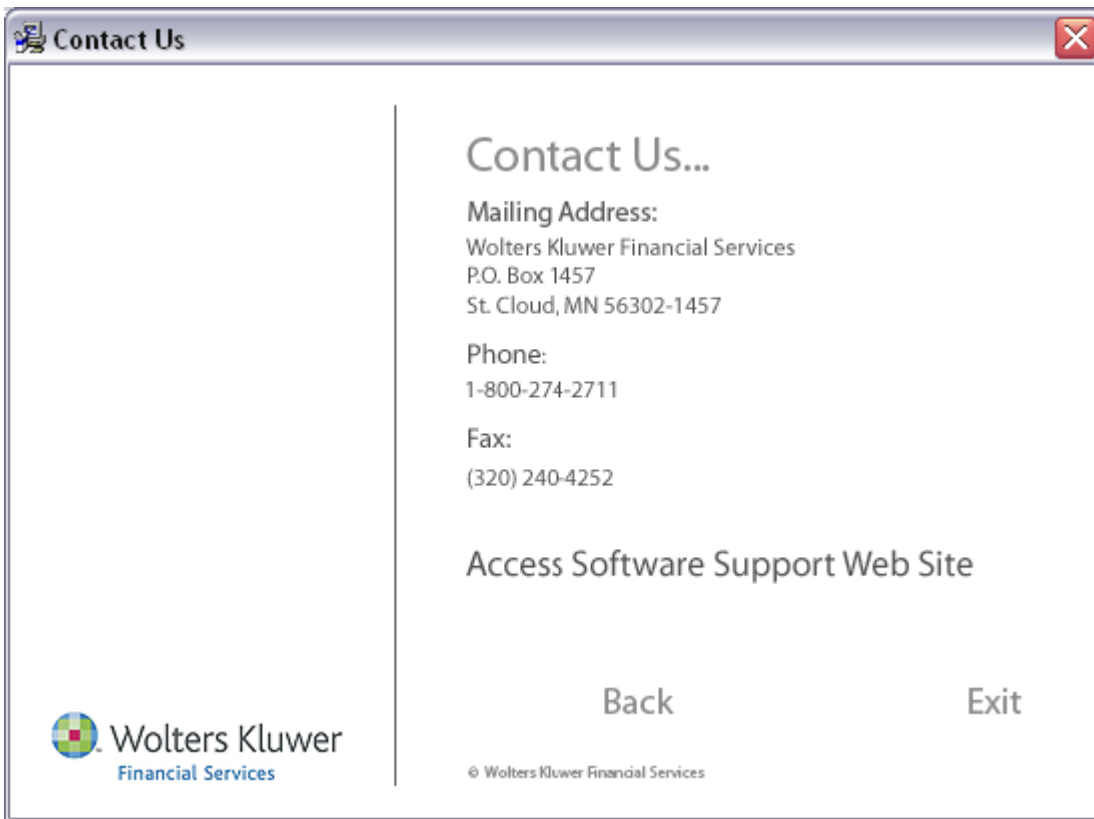 Contact Us
Contact Us...
Mailing Address:
Wolters Kluwer Financial Services
P.O. Box 1457
St. Cloud, MN 56302-1457
Phone:
1-800-274-2711
Fax:
(320) 240-4252
Access Software Support Web Site
Back Exit
Wolters Kluwer
Financial Services
© Wolters Kluwer Financial Services